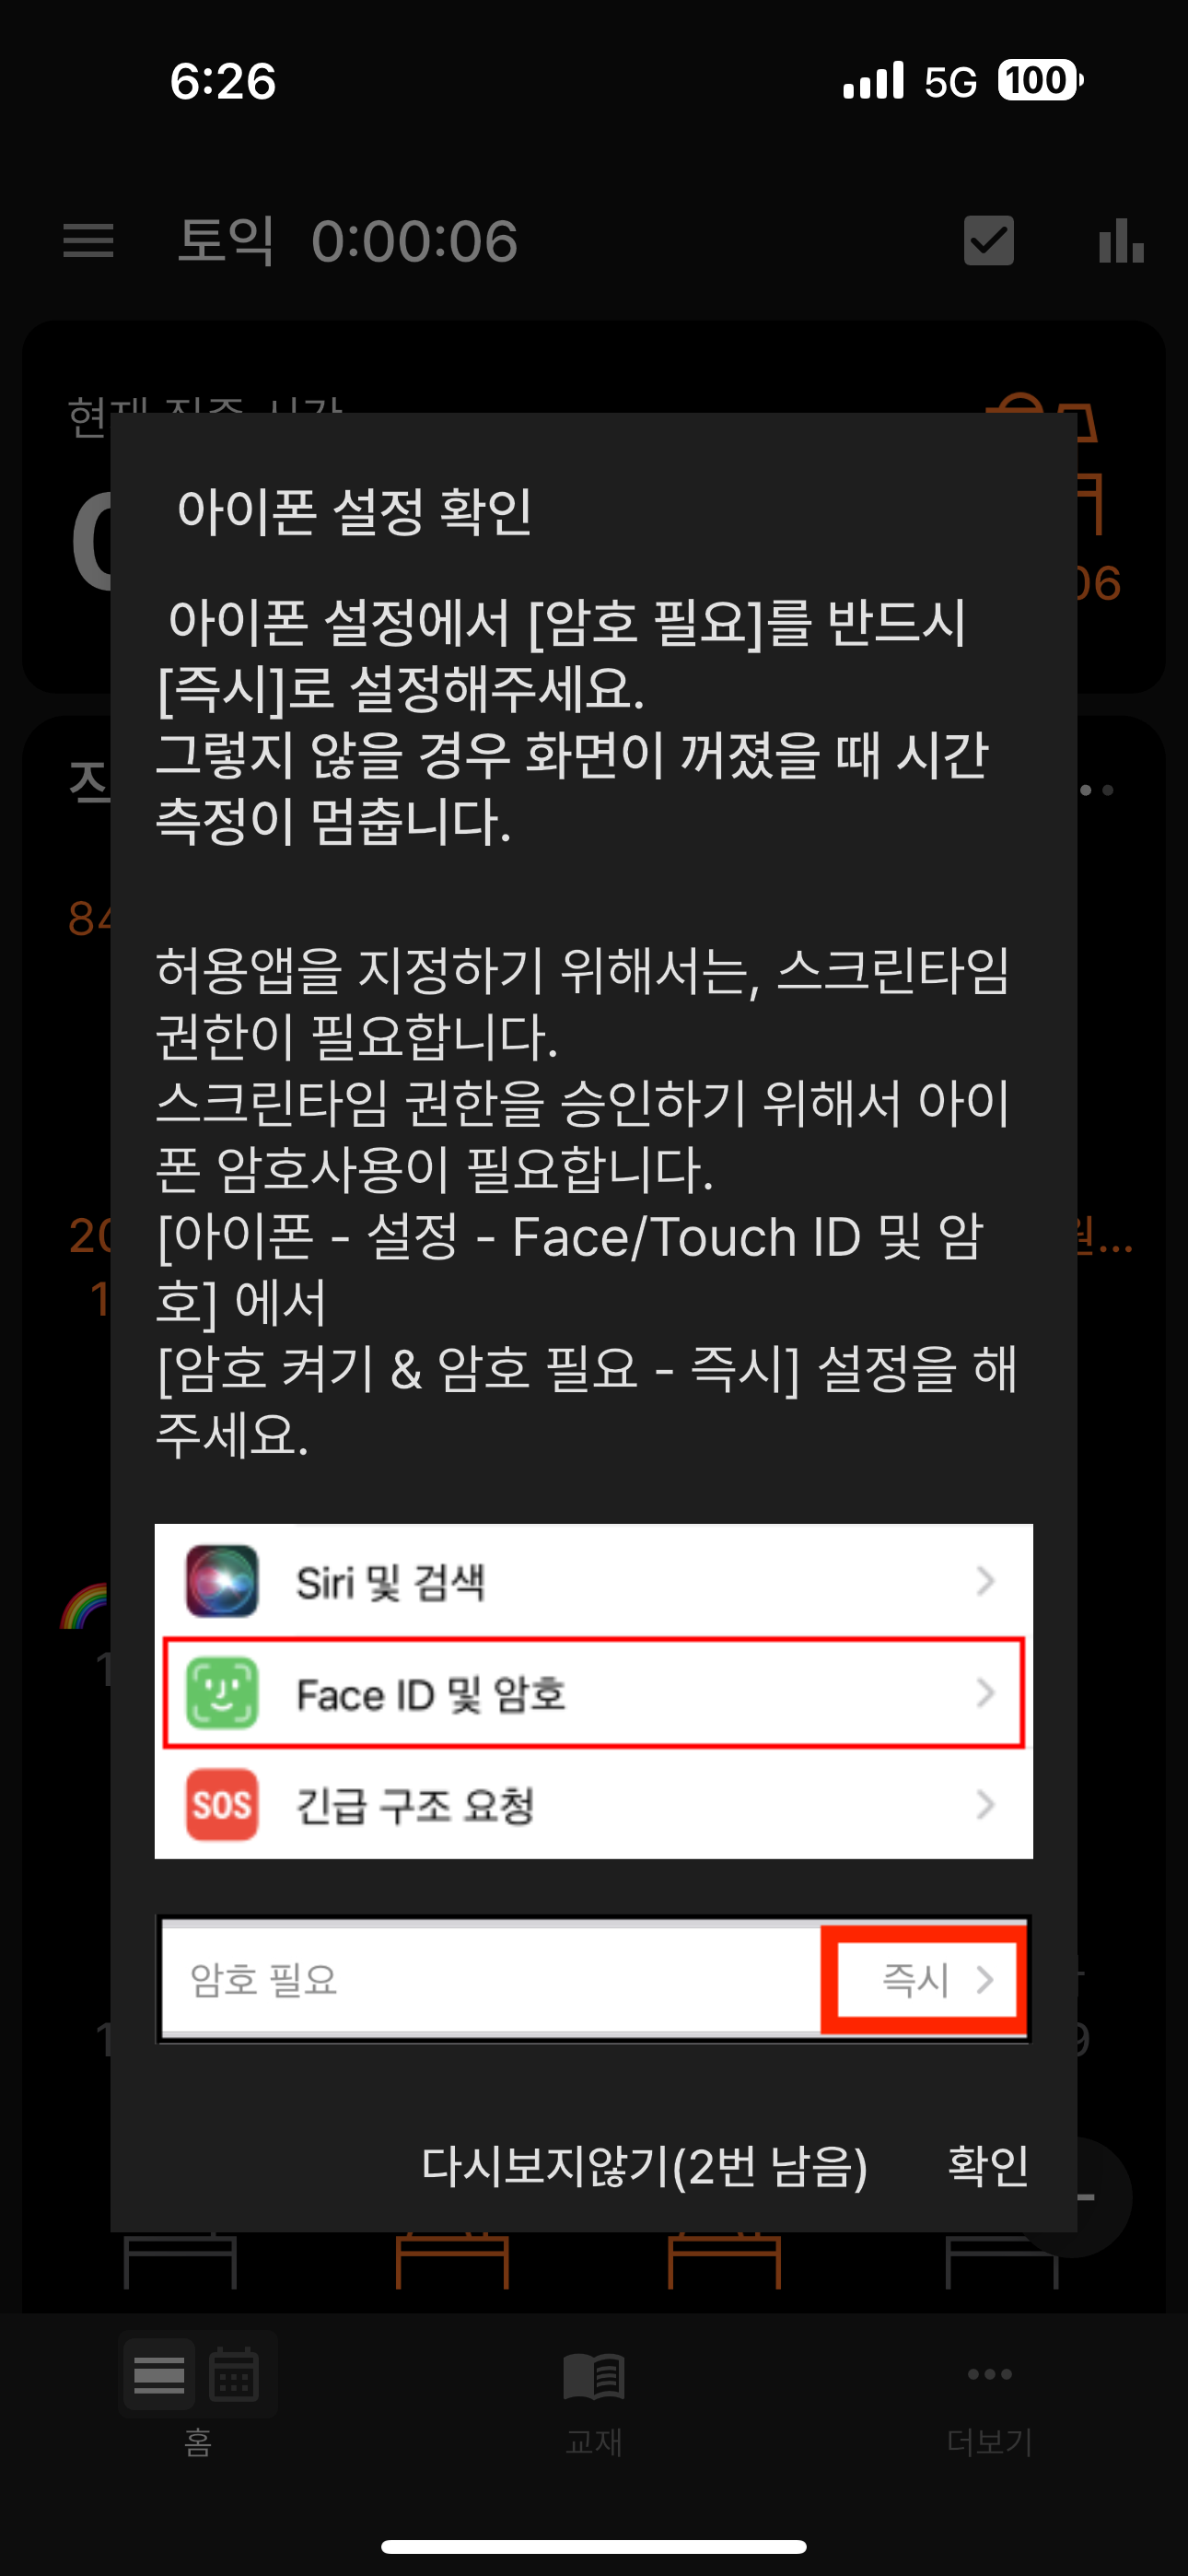 6:26
5G
100
토익 0:00:06
아이폰 설정 확인
아이폰 설정에서 [암호 필요]를 반드시
[즉시]로 설정해주세요.
그렇지 않을 경우 화면이 꺼졌을 때 시간
측정이 멈춥니다.
허용앱을 지정하기 위해서는, 스크린타임
권한이 필요합니다.
스크린타임 권한을 승인하기 위해서 아이
폰 암호사용이 필요합니다.
[아이폰 - 설정 - Face/Touch ID 및 암
호] 에서
[암호 켜기 & 암호 필요 - 즉시] 설정을 해
주세요.
Siri 및 검색
Face ID 및 암호
SOS 긴급 구조 요청
암호 필요 즉시
다시보지않기(2번 남음) 확인
홈 교재 더보기